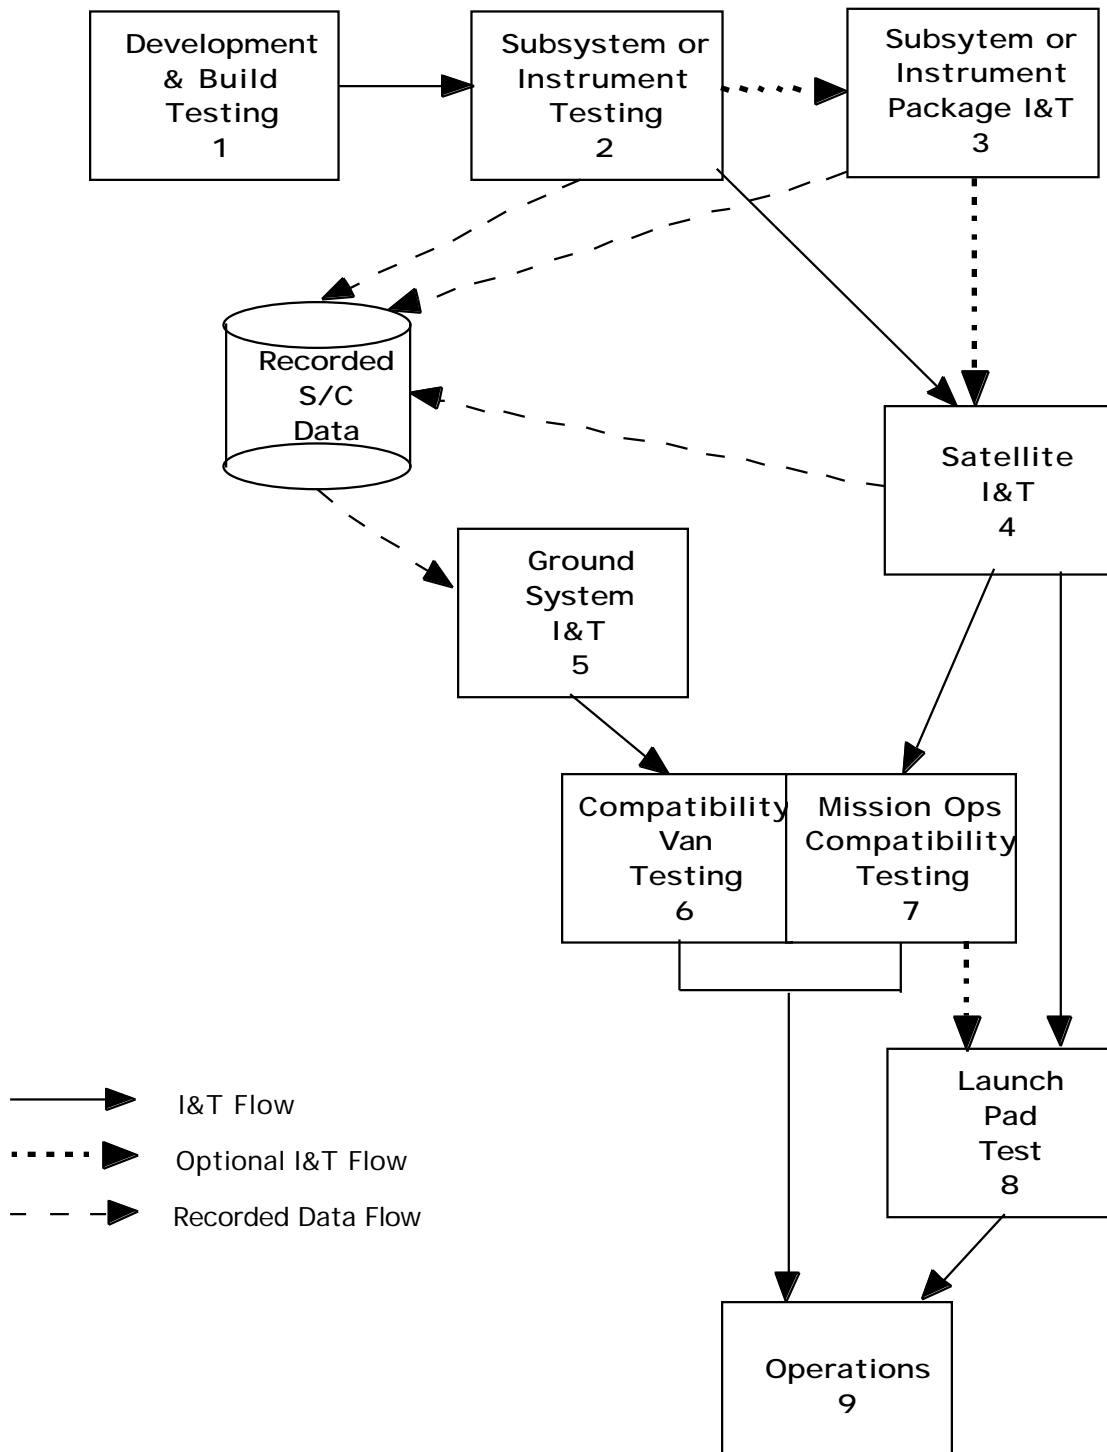 Development
& Build
Testing
1
Subsystem or
Instrument
Testing
2
Subsytem or
Instrument
Package I&T
3
Recorded
S/C
Data
Satellite
I&T
4
Ground
System
I&T
5
Compatibility
Van
Testing
6
Mission Ops
Compatibility
Testing
7
Launch
Pad
Test
8
I&T Flow
Optional I&T Flow
Recorded Data Flow
Operations
9